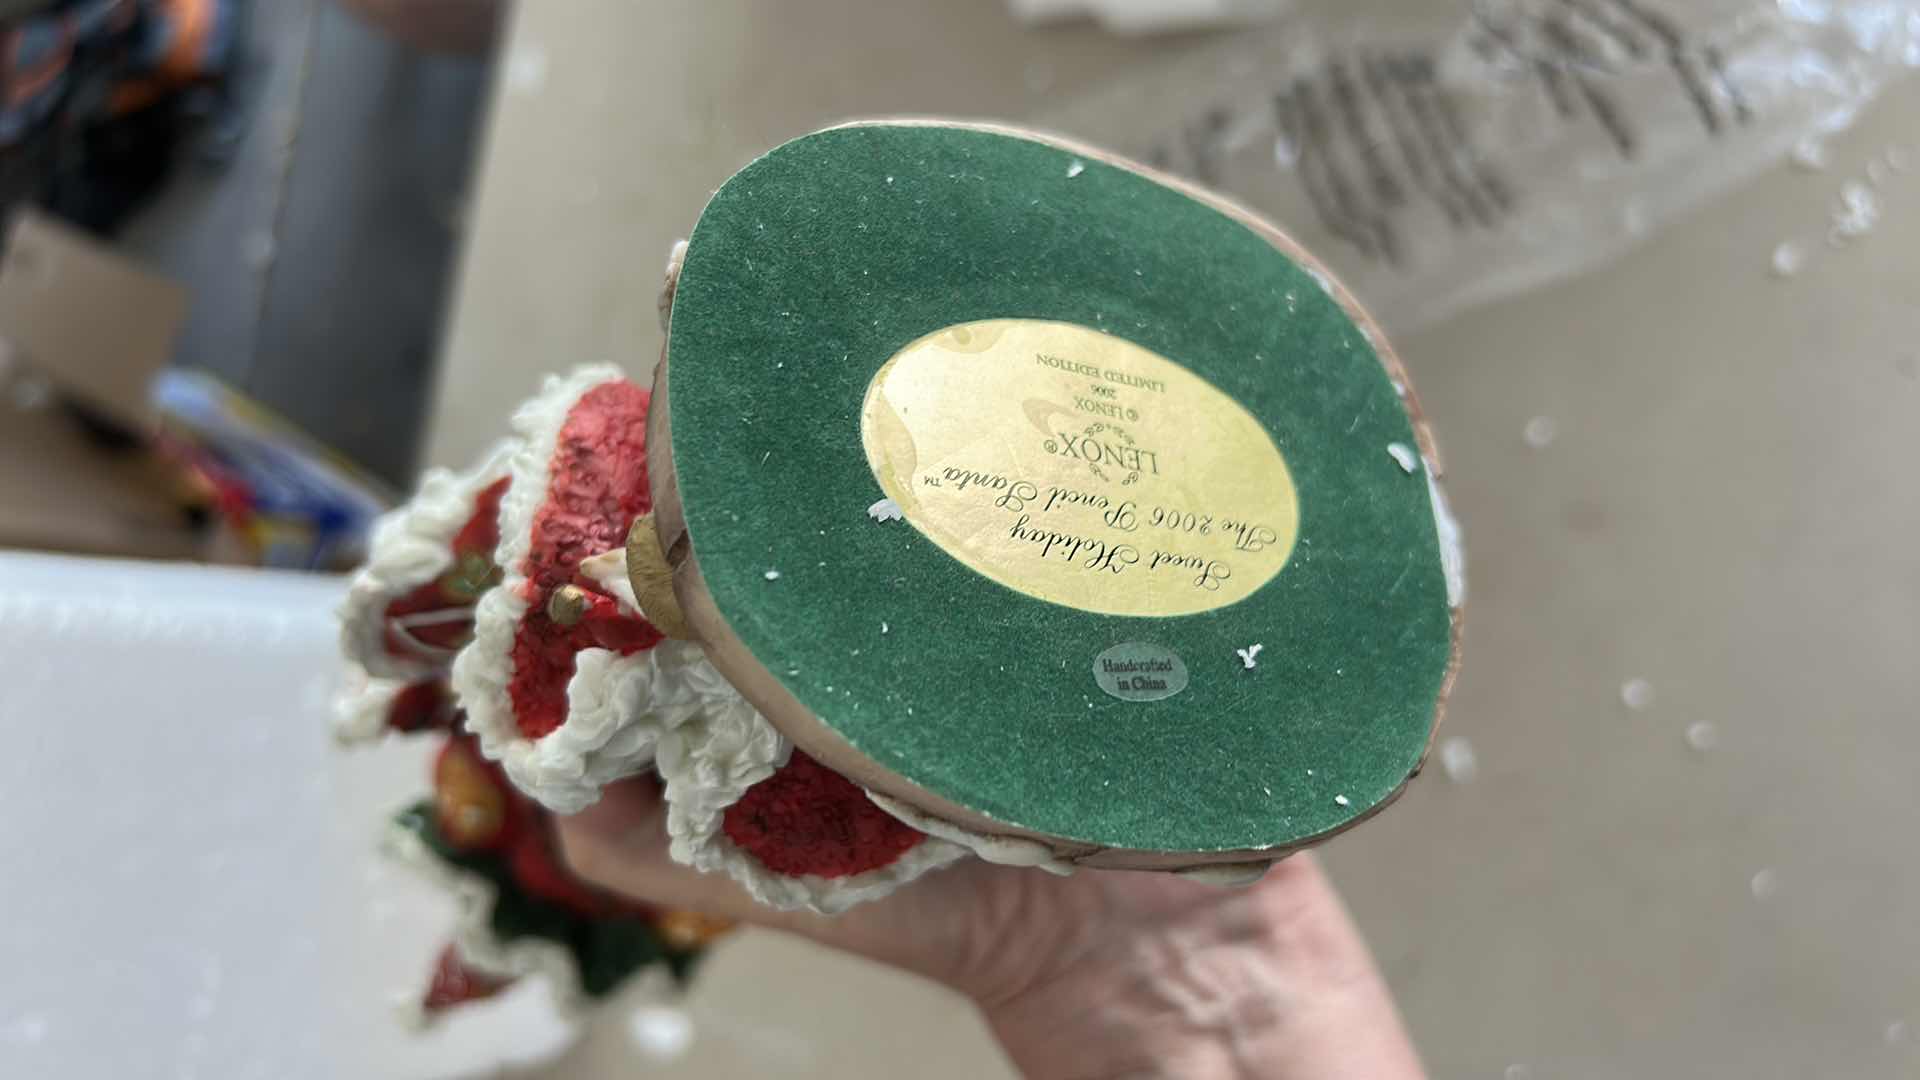 Sweet Holiday
The 2006 Pencil Santa™
LENOX®
© LENOX
2006
LIMITED EDITION
Handcrafted
in China